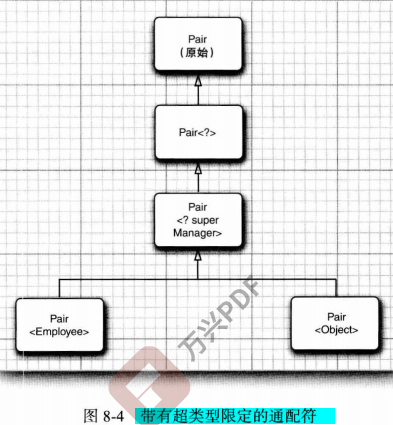 Pair
(原始)
Pair<?>
Pair
<? super
Manager>
Pair
<Employee>
Pair
<Object>
万兴PDF
图 8-4 带有超类型限定的通配符